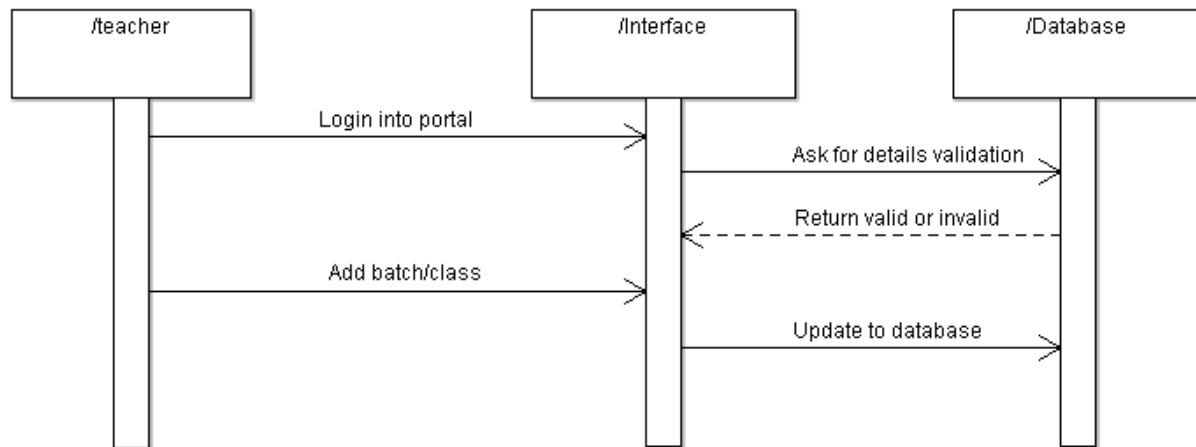 /teacher
/Interface
/Database
Login into portal
Ask for details validation
Return valid or invalid
Add batch/class
Update to database